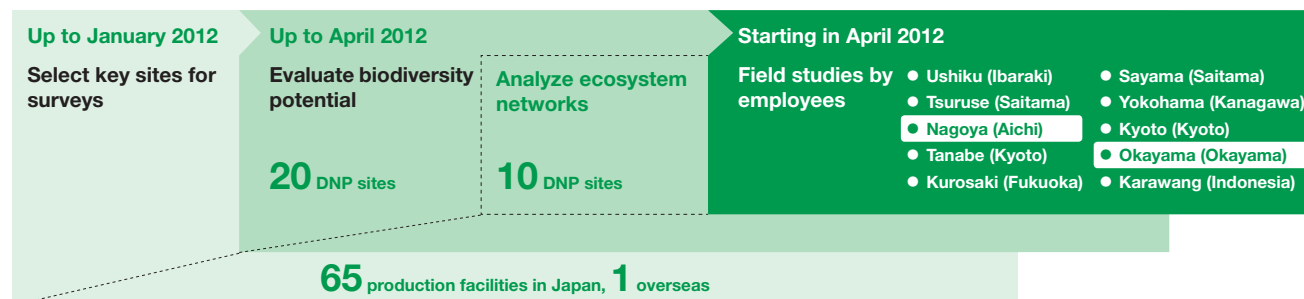 Up to January 2012
Select key sites for
surveys
Up to April 2012
Evaluate biodiversity
potential
20 DNP sites
Analyze ecosystem
networks
10 DNP sites
Starting in April 2012
Field studies by
employees
Ushiku (Ibaraki)
Tsuruse (Saitama)
Nagoya (Aichi)
Tanabe (Kyoto)
Kurosaki (Fukuoka)
Sayama (Saitama)
Yokohama (Kanagawa)
Kyoto (Kyoto)
Okayama (Okayama)
Karawang (Indonesia)
65 production facilities in Japan, 1 overseas